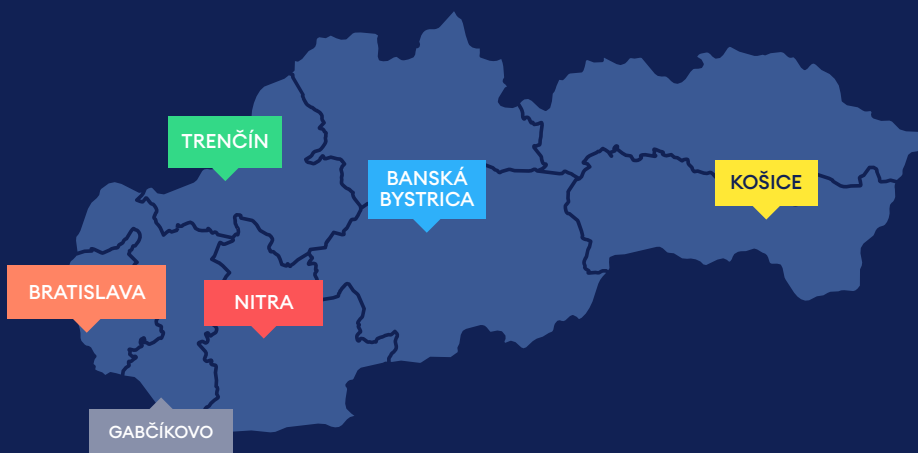 TRENČÍN
BANSKÁ
BYSTRICA
KOŠICE
BRATISLAVA
NITRA
GABČÍKOVO